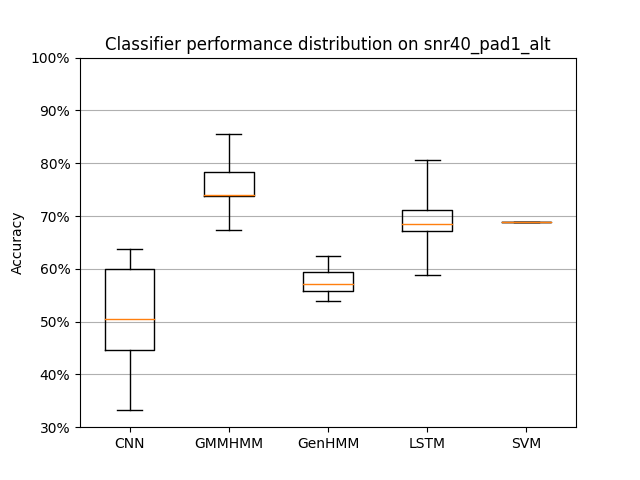 Classifier performance distribution on snr40_pad1_alt
100%
90%
80%
70%
60%
50%
40%
30%
Accuracy
CNN GMMHMM GenHMM LSTM SVM